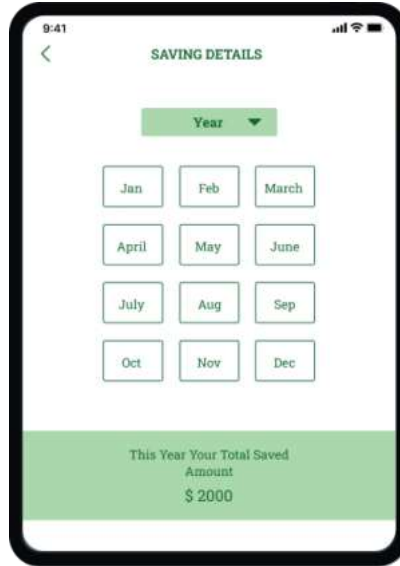 9:41
SAVING DETAILS
Year
Jan Feb March
April May June
July Aug Sep
Oct Nov Dec
This Year Your Total Saved
Amount
$ 2000